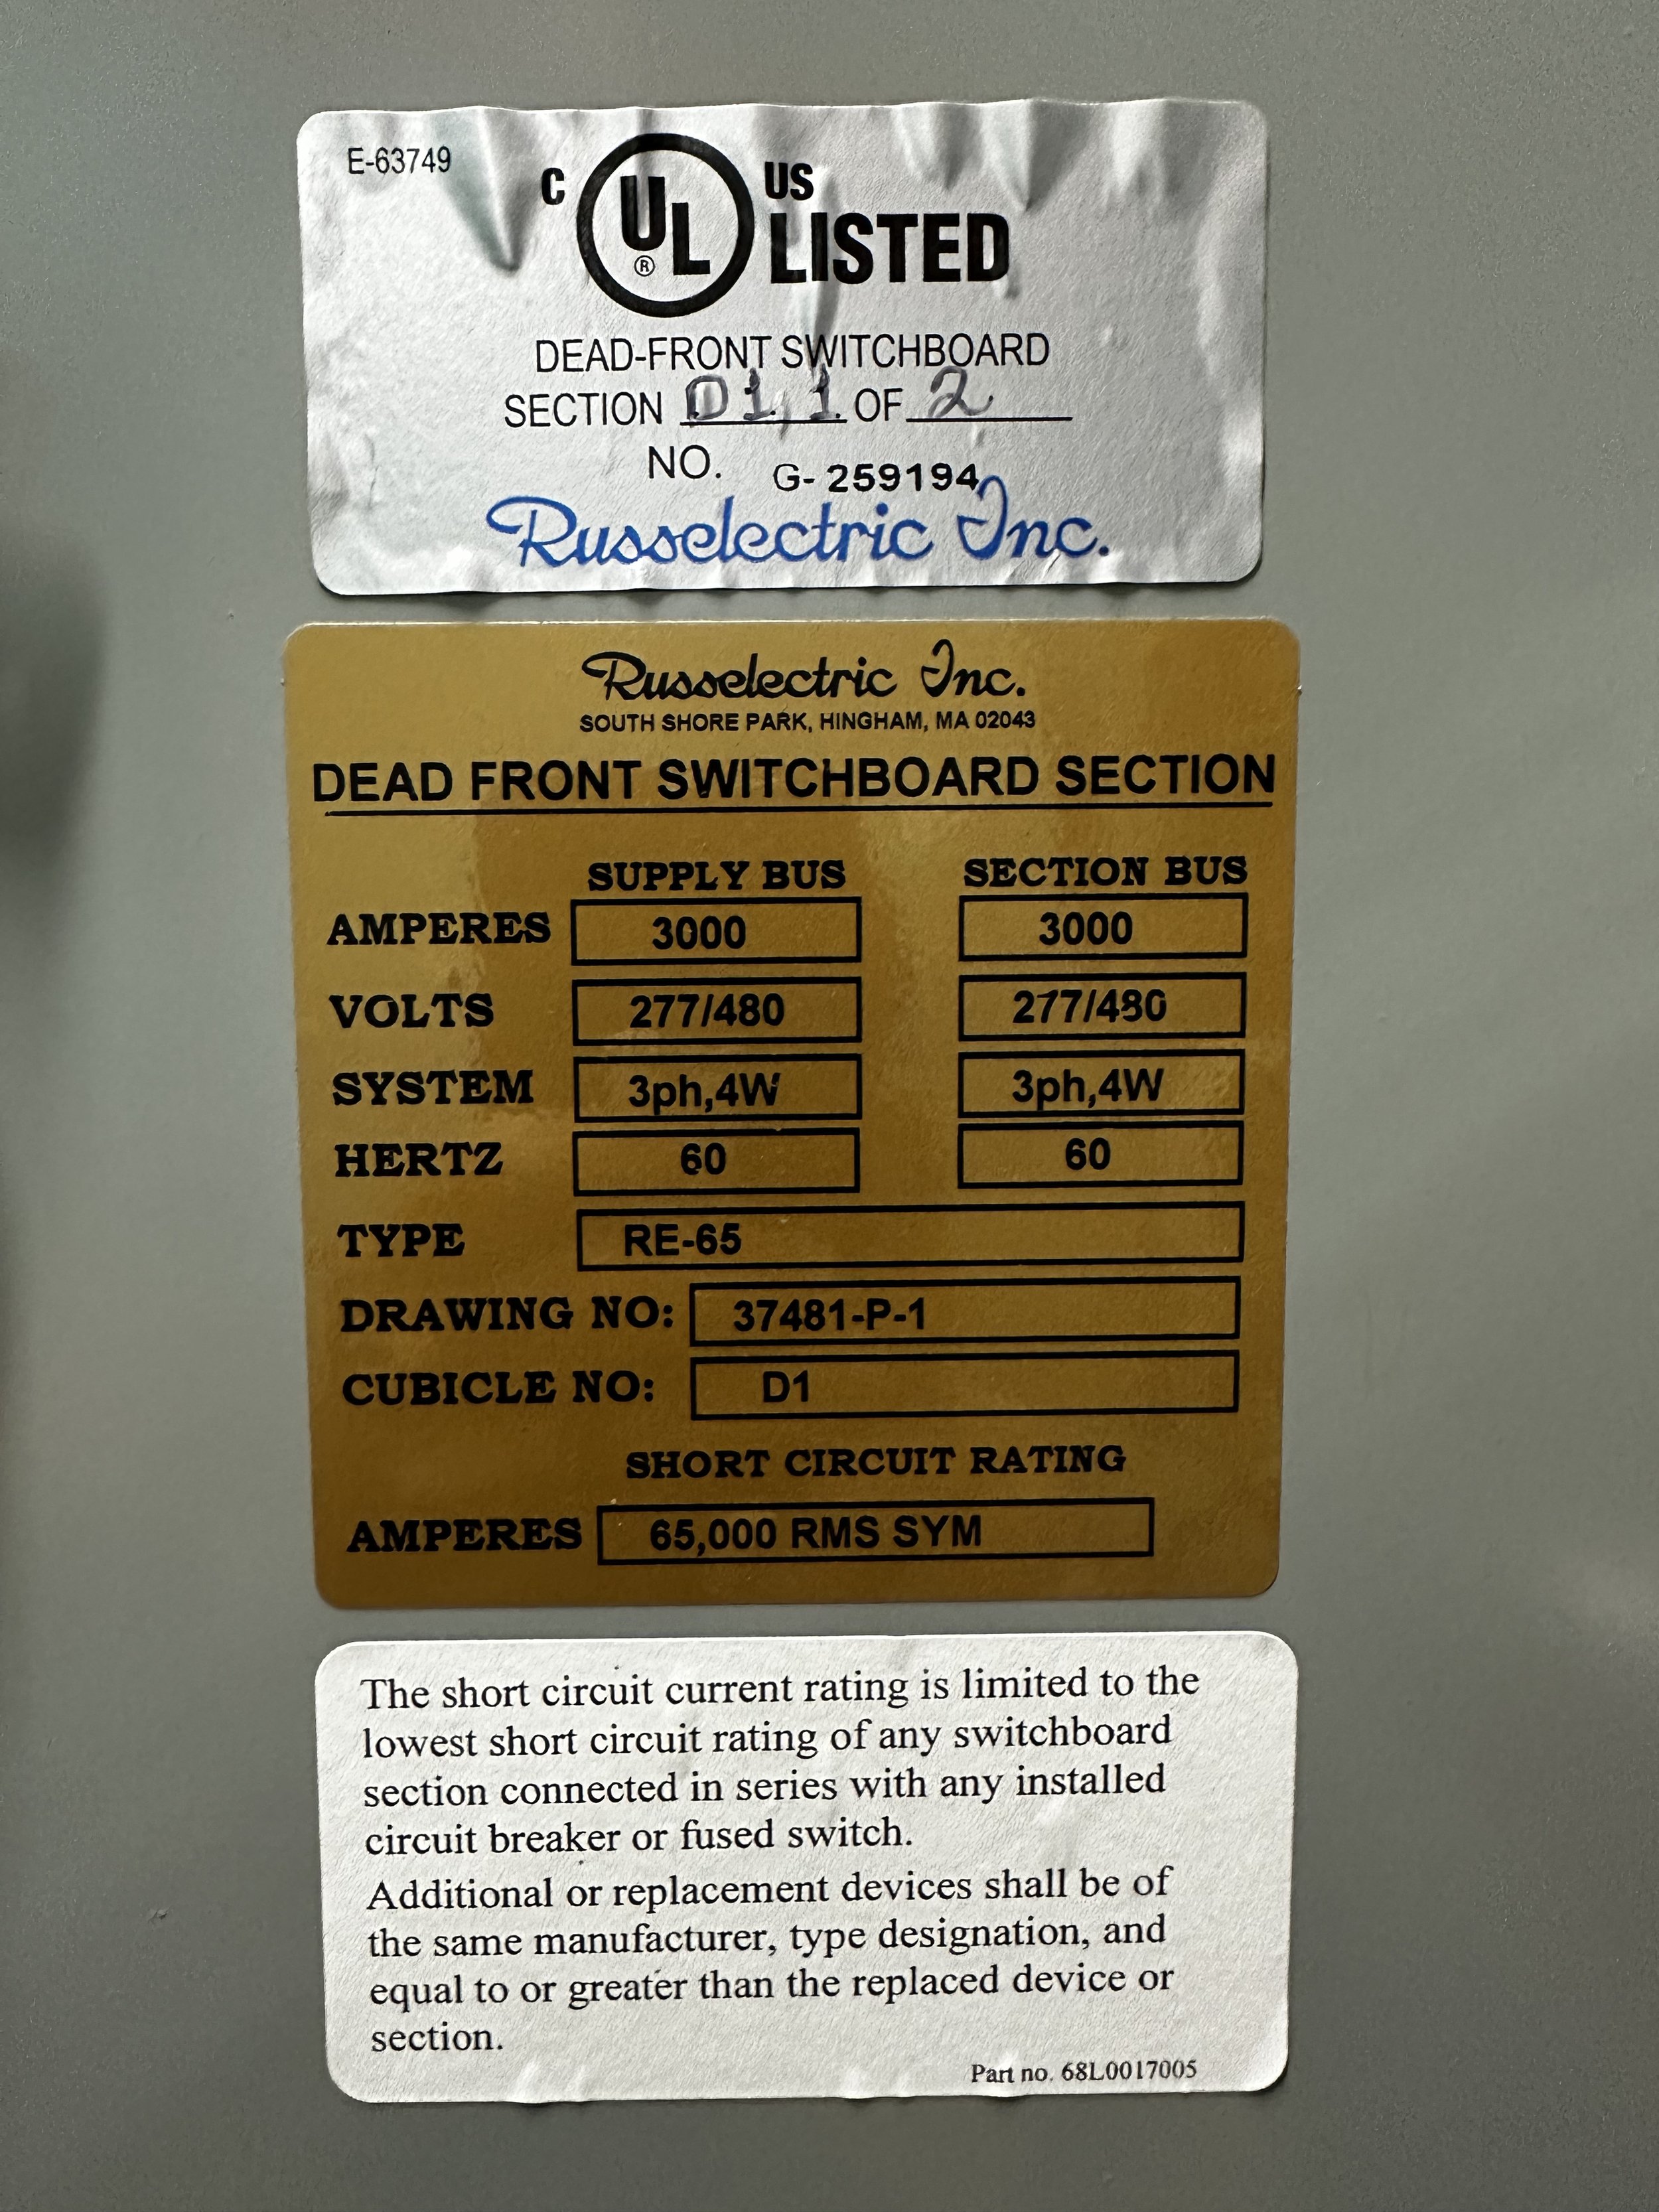 E-63749
C UL US
® LISTED
DEAD-FRONT SWITCHBOARD
SECTION D1, 1 OF 2
NO. G- 259194
Russelectric Inc.
Russelectric Inc.
SOUTH SHORE PARK, HINGHAM, MA 02043
DEAD FRONT SWITCHBOARD SECTION
SUPPLY BUS SECTION BUS
AMPERES 3000 3000
VOLTS 277/480 277/480
SYSTEM 3ph,4W 3ph,4W
HERTZ 60 60
TYPE RE-65
DRAWING NO: 37481-P-1
CUBICLE NO: D1
SHORT CIRCUIT RATING
AMPERES 65,000 RMS SYM
The short circuit current rating is limited to the
lowest short circuit rating of any switchboard
section connected in series with any installed
circuit breaker or fused switch.
Additional or replacement devices shall be of
the same manufacturer, type designation, and
equal to or greater than the replaced device or
section.
Part no. 68L0017005